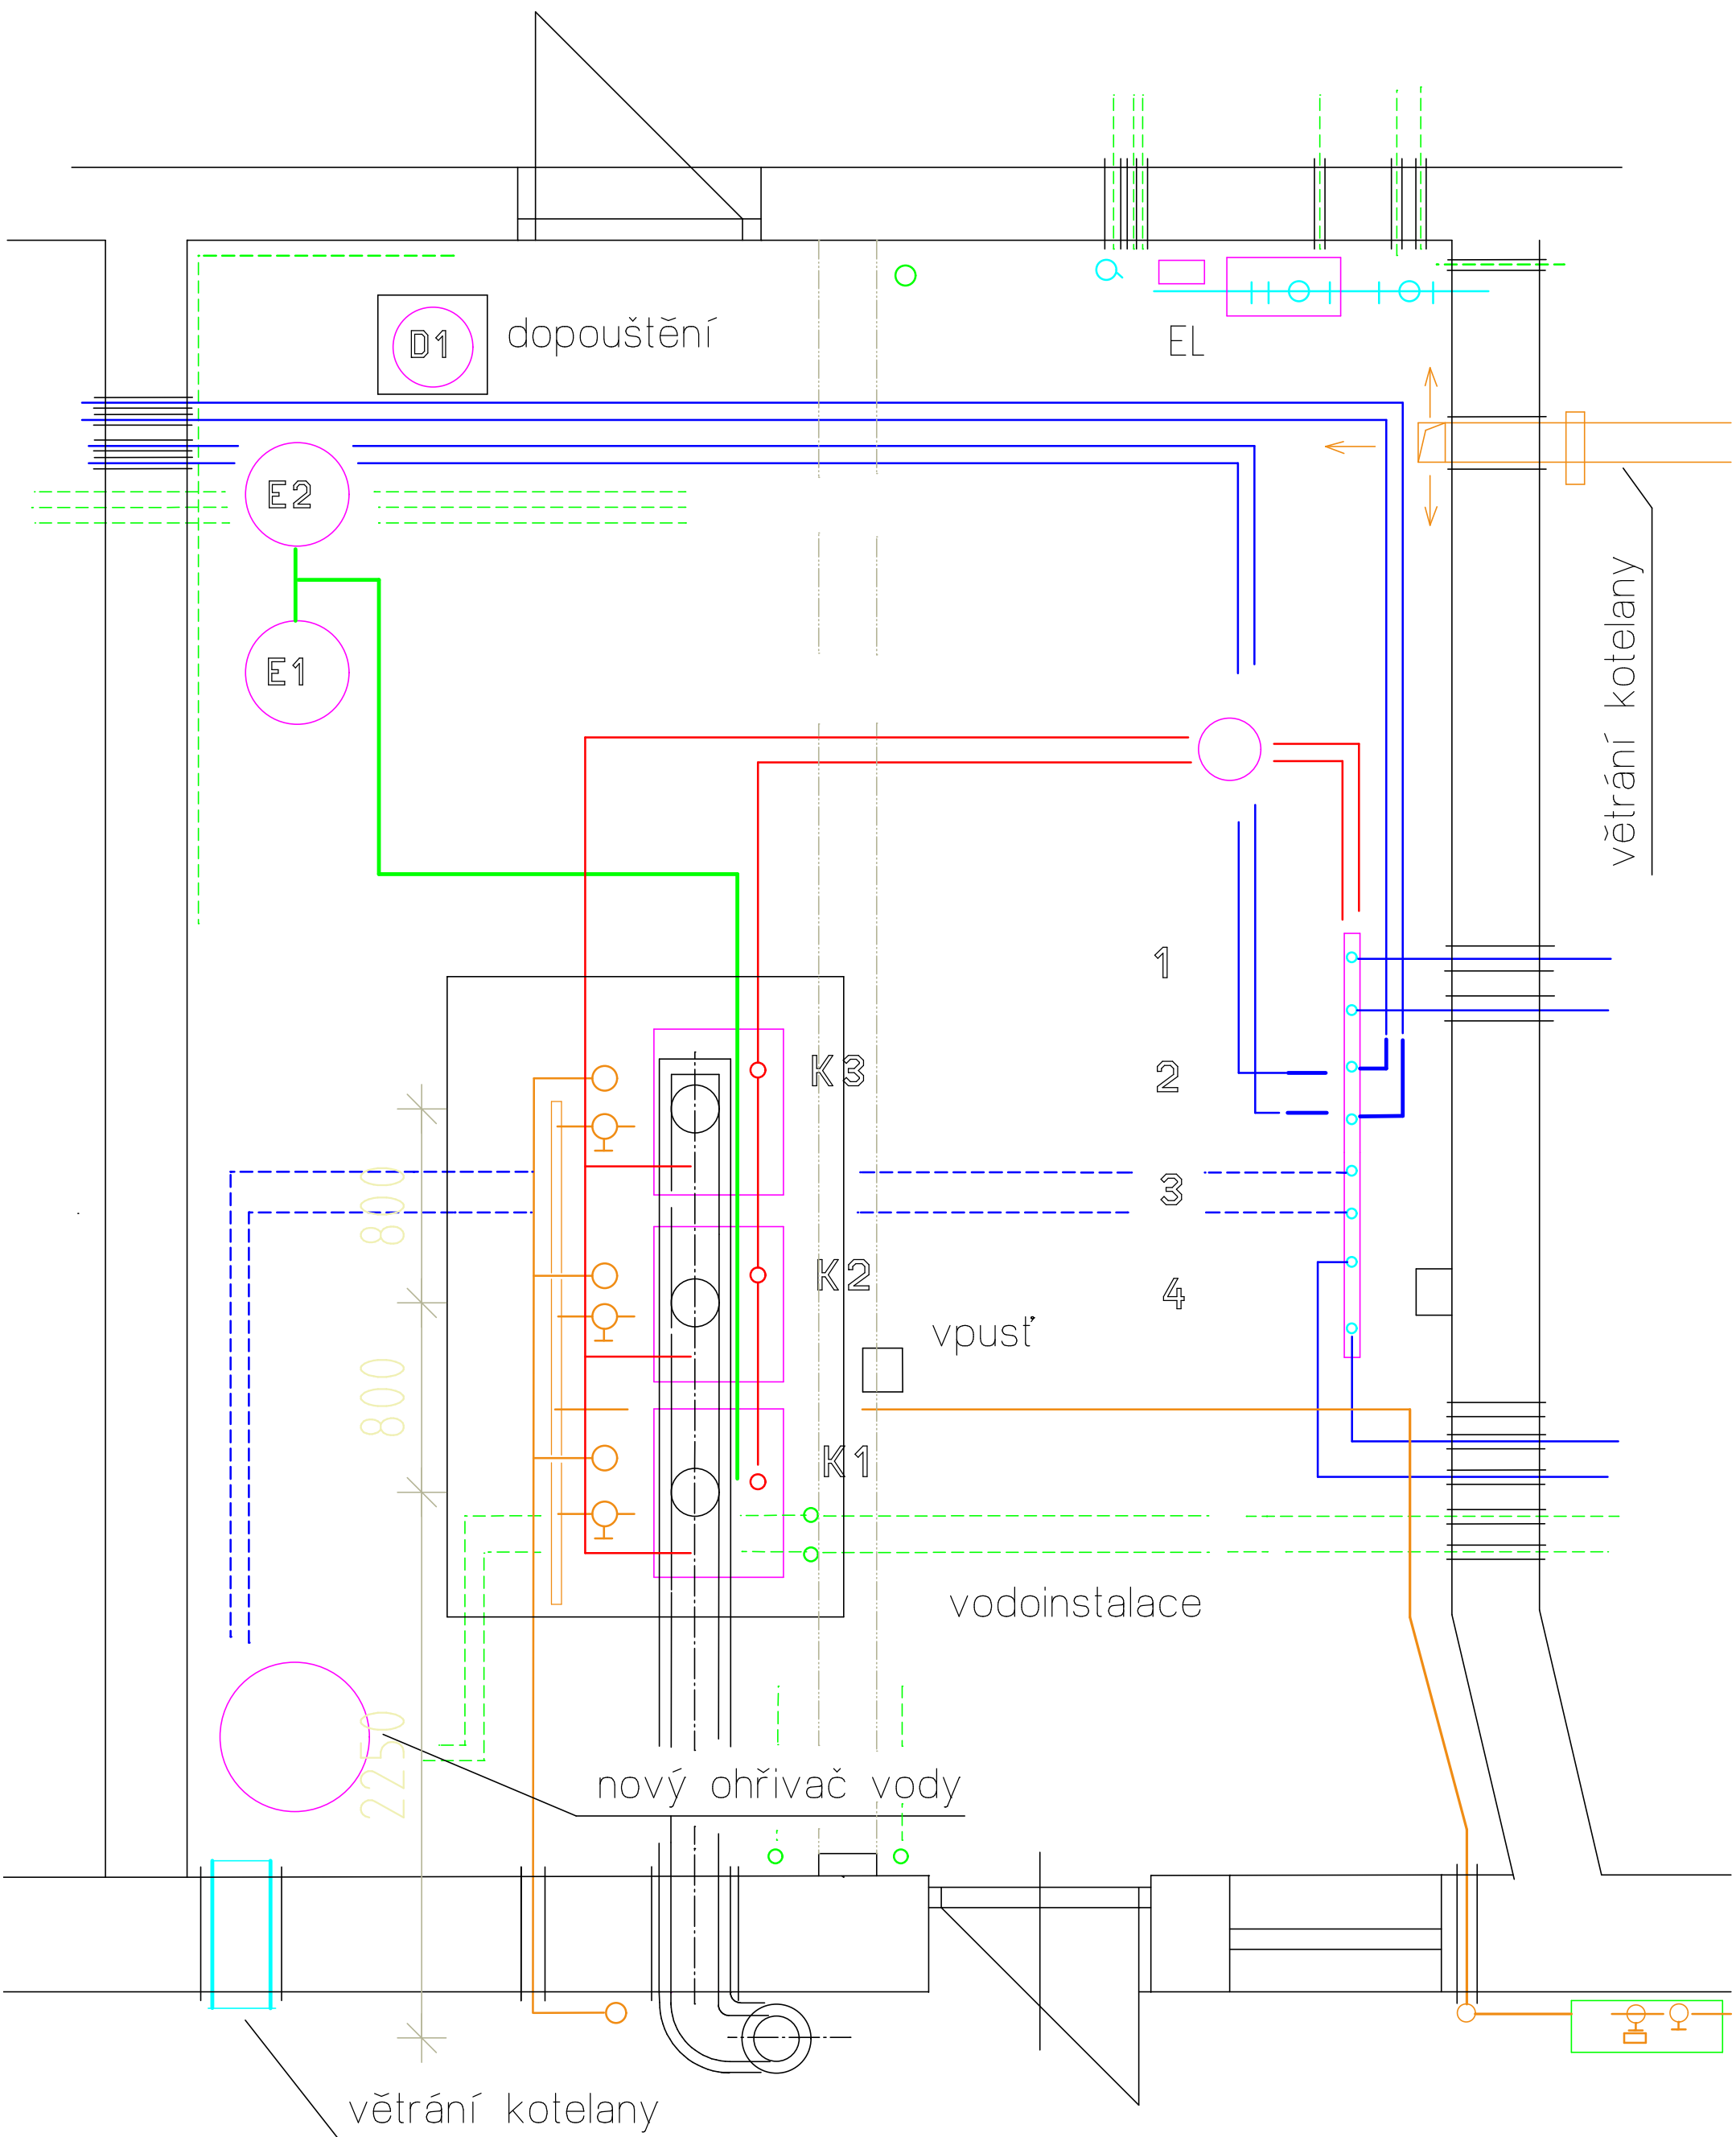 D1
dopouštění
EL
E2
E1
větrání kotelany
1
K3
2
800
3
K2
4
vpusť
800
K1
vodoinstalace
2250
nový ohřivač vody
větrání kotelany